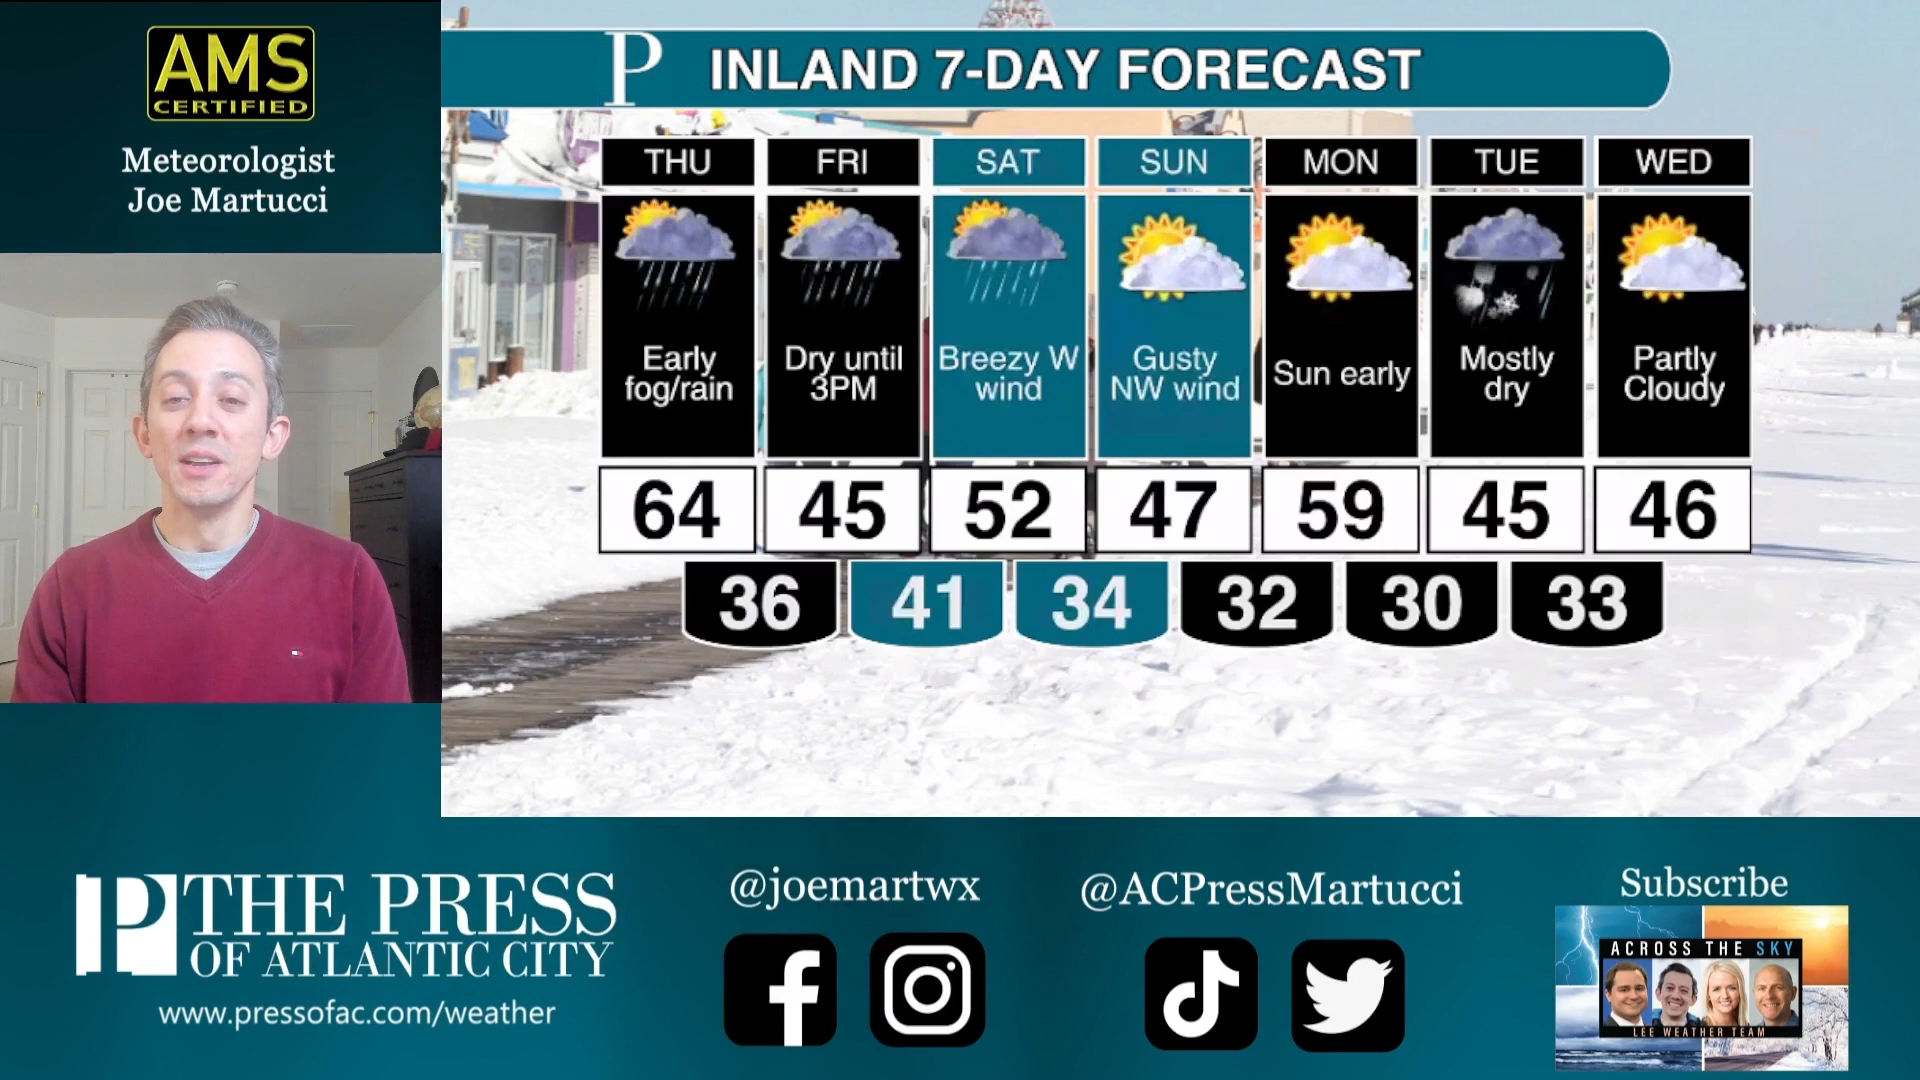 AMS
CERTIFIED
Meteorologist
Joe Martucci
P INLAND 7-DAY FORECAST
THU FRI SAT SUN MON TUE WED
Early fog/rain
Dry until 3PM
Breezy W wind
Gusty NW wind
Sun early
Mostly dry
Partly Cloudy
64 45 52 47 59 45 46
36 41 34 32 30 33
P THE PRESS
OF ATLANTIC CITY
www.pressofac.com/weather
@joemartwx
@ACPressMartucci
Subscribe
ACROSS THE SKY
LEE WEATHER TEAM